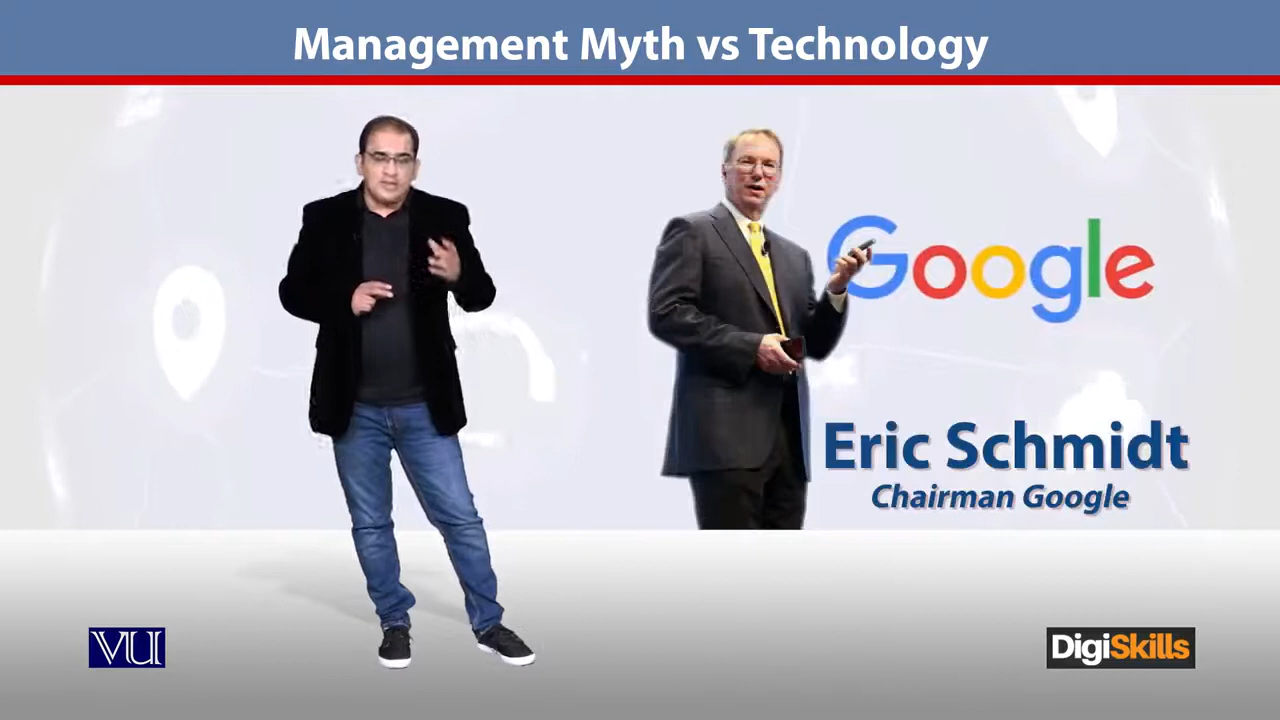 Management Myth vs Technology
Google
Eric Schmidt
Chairman Google
VU
DigiSkills